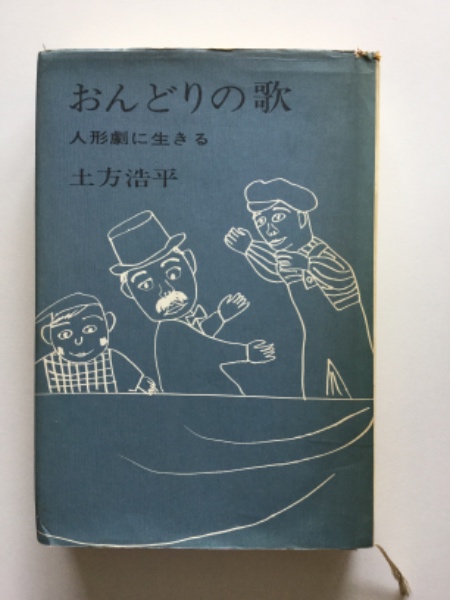 おんどりの歌
人形劇に生きる
土方浩平